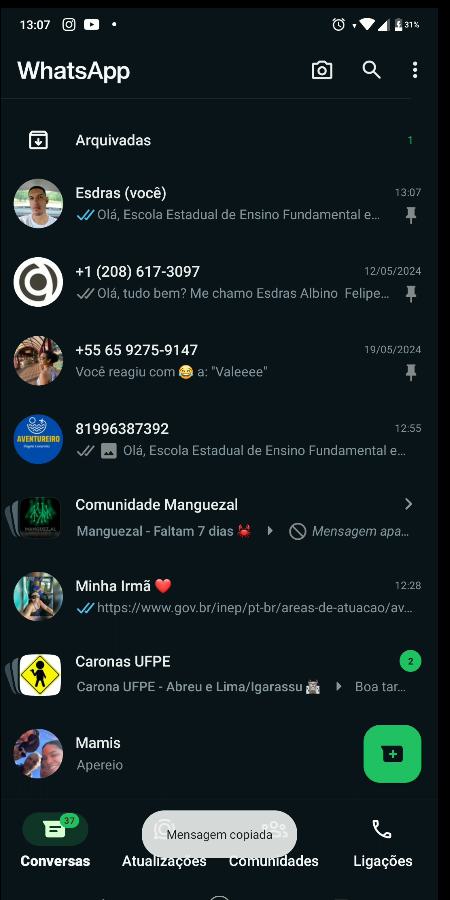 13:07
31%
WhatsApp
Arquivadas
1
Esdras (você)
13:07
Olá, Escola Estadual de Ensino Fundamental e...
+1 (208) 617-3097
12/05/2024
Olá, tudo bem? Me chamo Esdras Albino Felipe...
+55 65 9275-9147
19/05/2024
Você reagiu com 😂 a: "Valeeee"
AVENTUREIRO
81996387392
12:55
Olá, Escola Estadual de Ensino Fundamental e...
MANGUEZAL
Comunidade Manguezal
Manguezal - Faltam 7 dias 🦀
Mensagem apa...
Minha Irmã ❤️
12:28
https://www.gov.br/inep/pt-br/areas-de-atuacao/av...
Caronas UFPE
2
Carona UFPE - Abreu e Lima/Igarassu
Boa tar...
Mamis
Apereio
37
Mensagem copiada
Conversas
Atualizações
Comunidades
Ligações